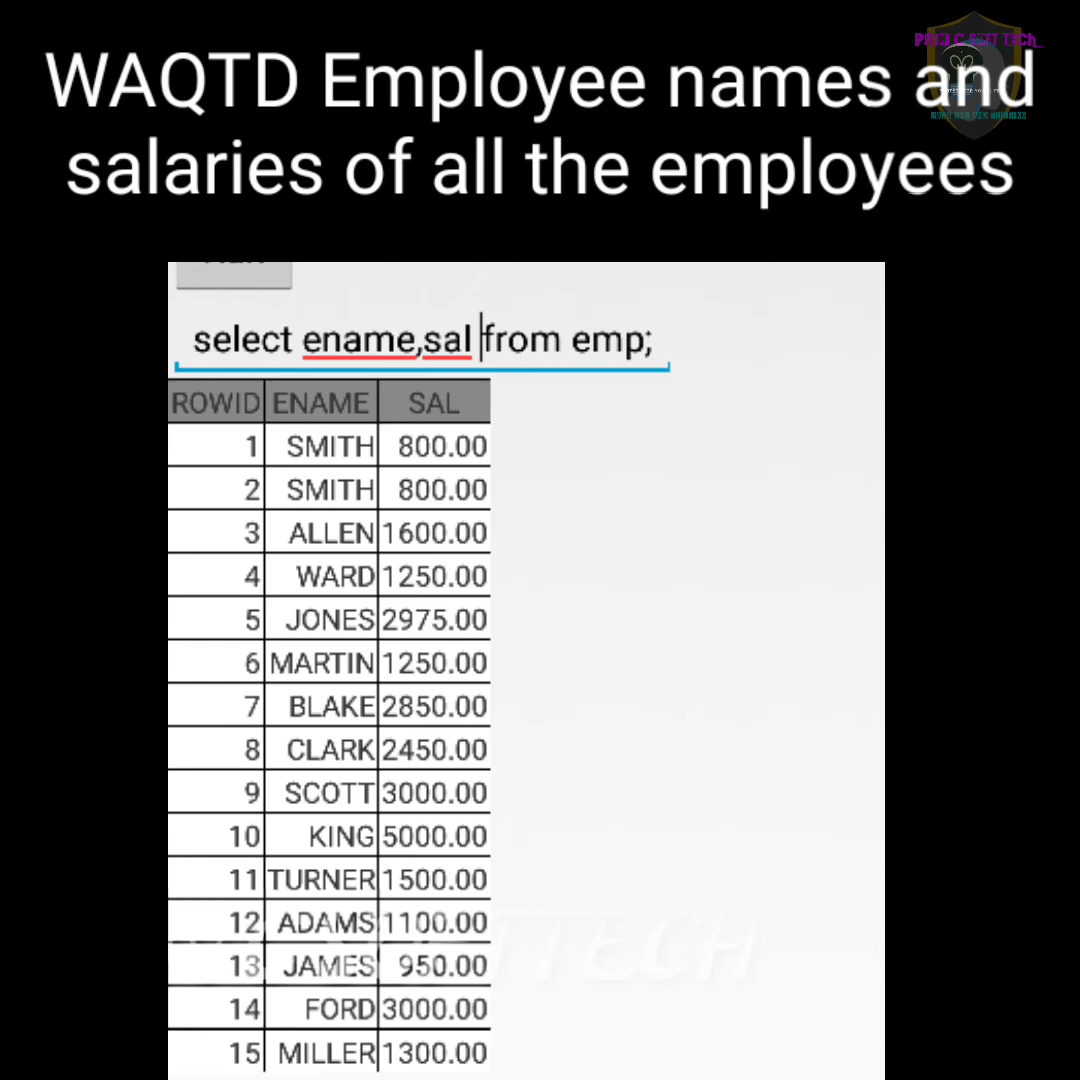 WAQTD Employee names and
salaries of all the employees
select ename,sal from emp;
ROWID ENAME SAL
1 SMITH 800.00
2 SMITH 800.00
3 ALLEN 1600.00
4 WARD 1250.00
5 JONES 2975.00
6 MARTIN 1250.00
7 BLAKE 2850.00
8 CLARK 2450.00
9 SCOTT 3000.00
10 KING 5000.00
11 TURNER 1500.00
12 ADAMS 1100.00
13 JAMES 950.00
14 FORD 3000.00
15 MILLER 1300.00